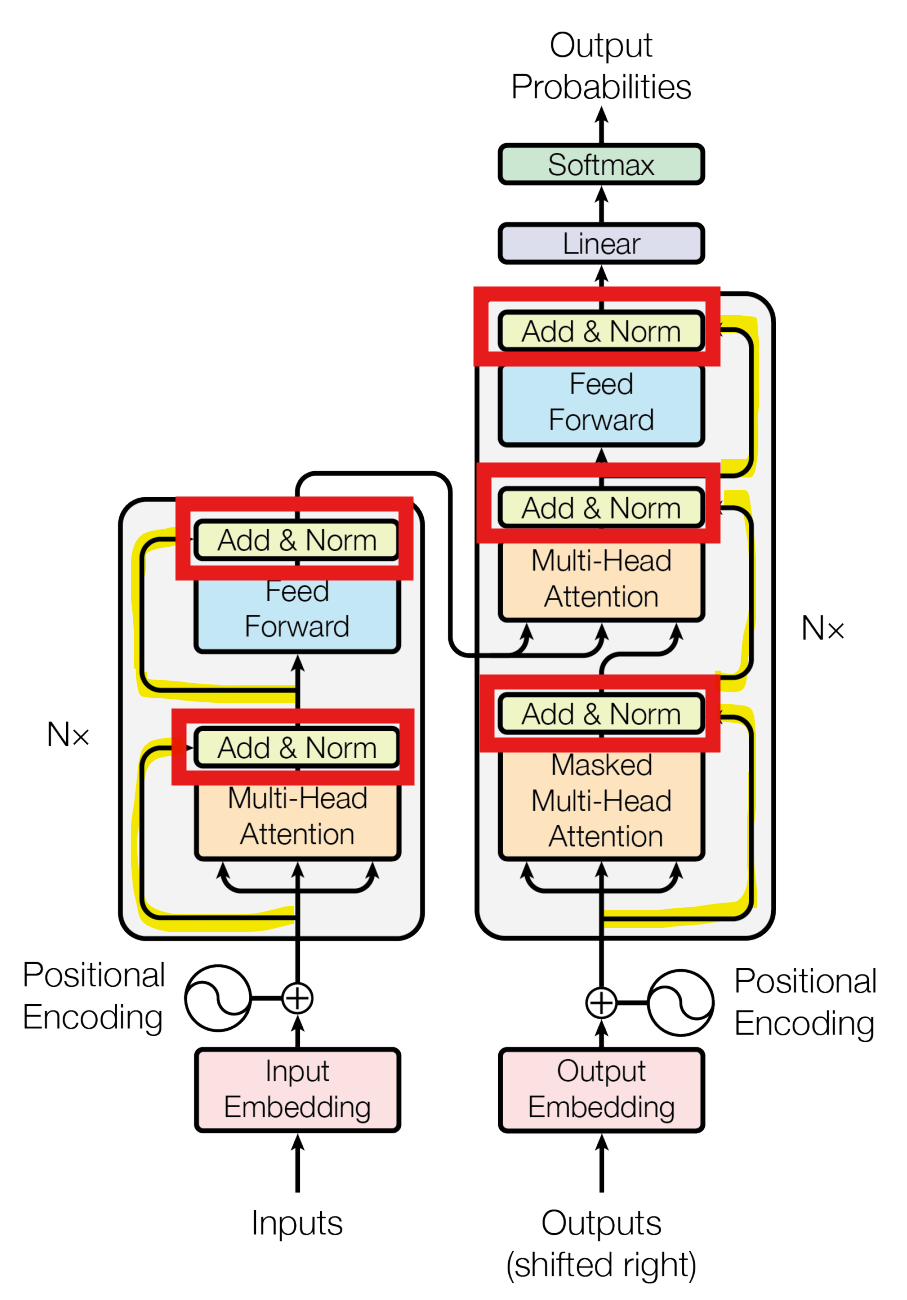 Output
Probabilities
Softmax
Linear
Add & Norm
Feed
Forward
Add & Norm
Multi-Head
Attention
Add & Norm
Masked
Multi-Head
Attention
N×
Add & Norm
Feed
Forward
Add & Norm
Multi-Head
Attention
N×
Positional
Encoding
Positional
Encoding
Input
Embedding
Output
Embedding
Inputs
Outputs
(shifted right)